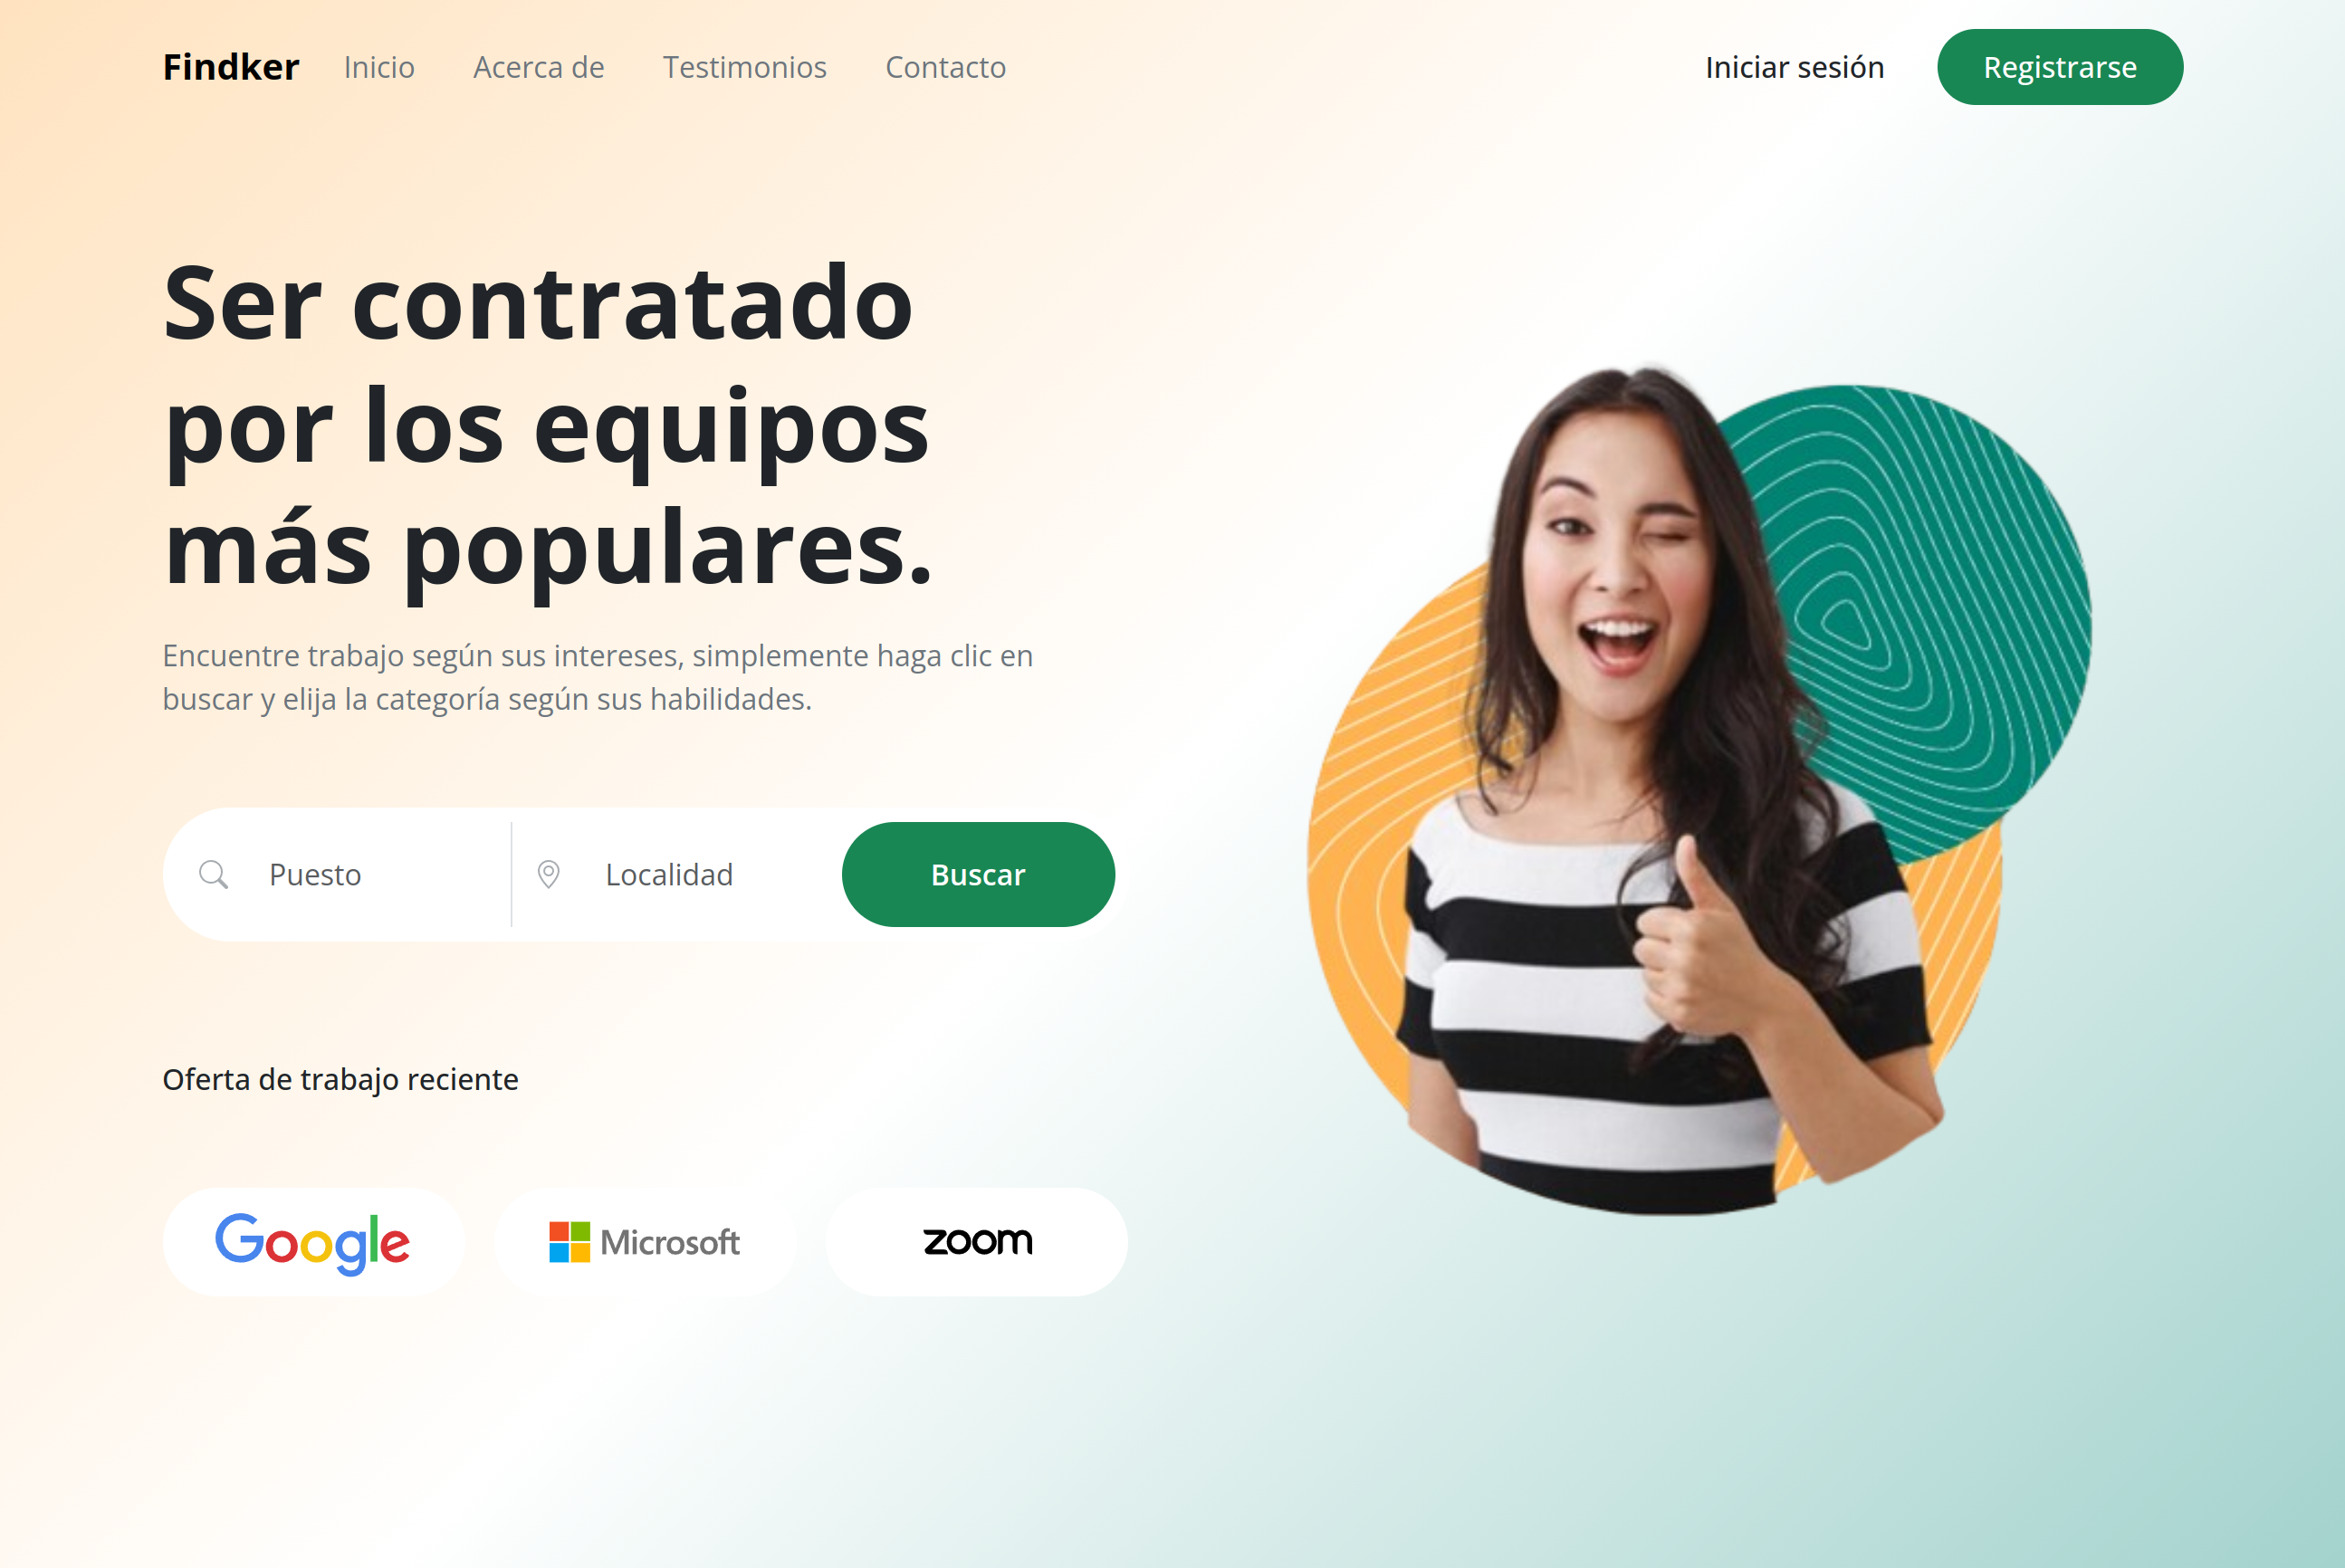 Findker Inicio Acerca de Testimonios Contacto Iniciar sesión Registrarse
Ser contratado
por los equipos
más populares.
Encuentre trabajo según sus intereses, simplemente haga clic en
buscar y elija la categoría según sus habilidades.
Puesto Localidad Buscar
Oferta de trabajo reciente
Google Microsoft zoom